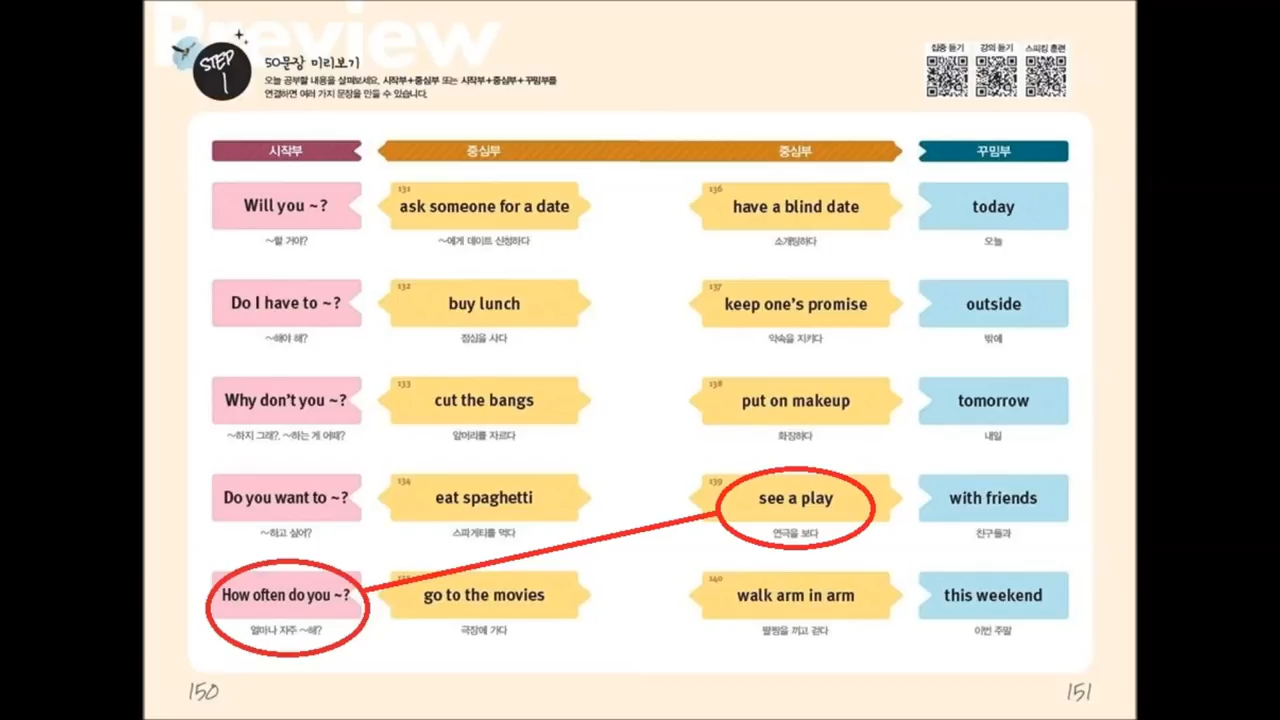 Preview
STEP 1
50문장 미리보기
오늘 공부할 내용을 살펴보세요. 시작부+중심부 또는 시작부+중심부+꾸밈부를
연결하면 여러 가지 문장을 만들 수 있습니다.
집중 듣기 강의 듣기 스피킹 훈련
시작부 중심부 중심부 꾸밈부
Will you ~? 131 ask someone for a date 136 have a blind date today
~할 거야? ~에게 데이트 신청하다 소개팅하다 오늘
Do I have to ~? 132 buy lunch 137 keep one's promise outside
~해야 해? 점심을 사다 약속을 지키다 밖에
Why don't you ~? 133 cut the bangs 138 put on makeup tomorrow
~하지 그래?, ~하는 게 어때? 앞머리를 자르다 화장하다 내일
Do you want to ~? 134 eat spaghetti 139 see a play with friends
~하고 싶어? 스파게티를 먹다 연극을 보다 친구들과
How often do you ~? go to the movies 140 walk arm in arm this weekend
얼마나 자주 ~해? 극장에 가다 팔짱을 끼고 걷다 이번 주말
150 151